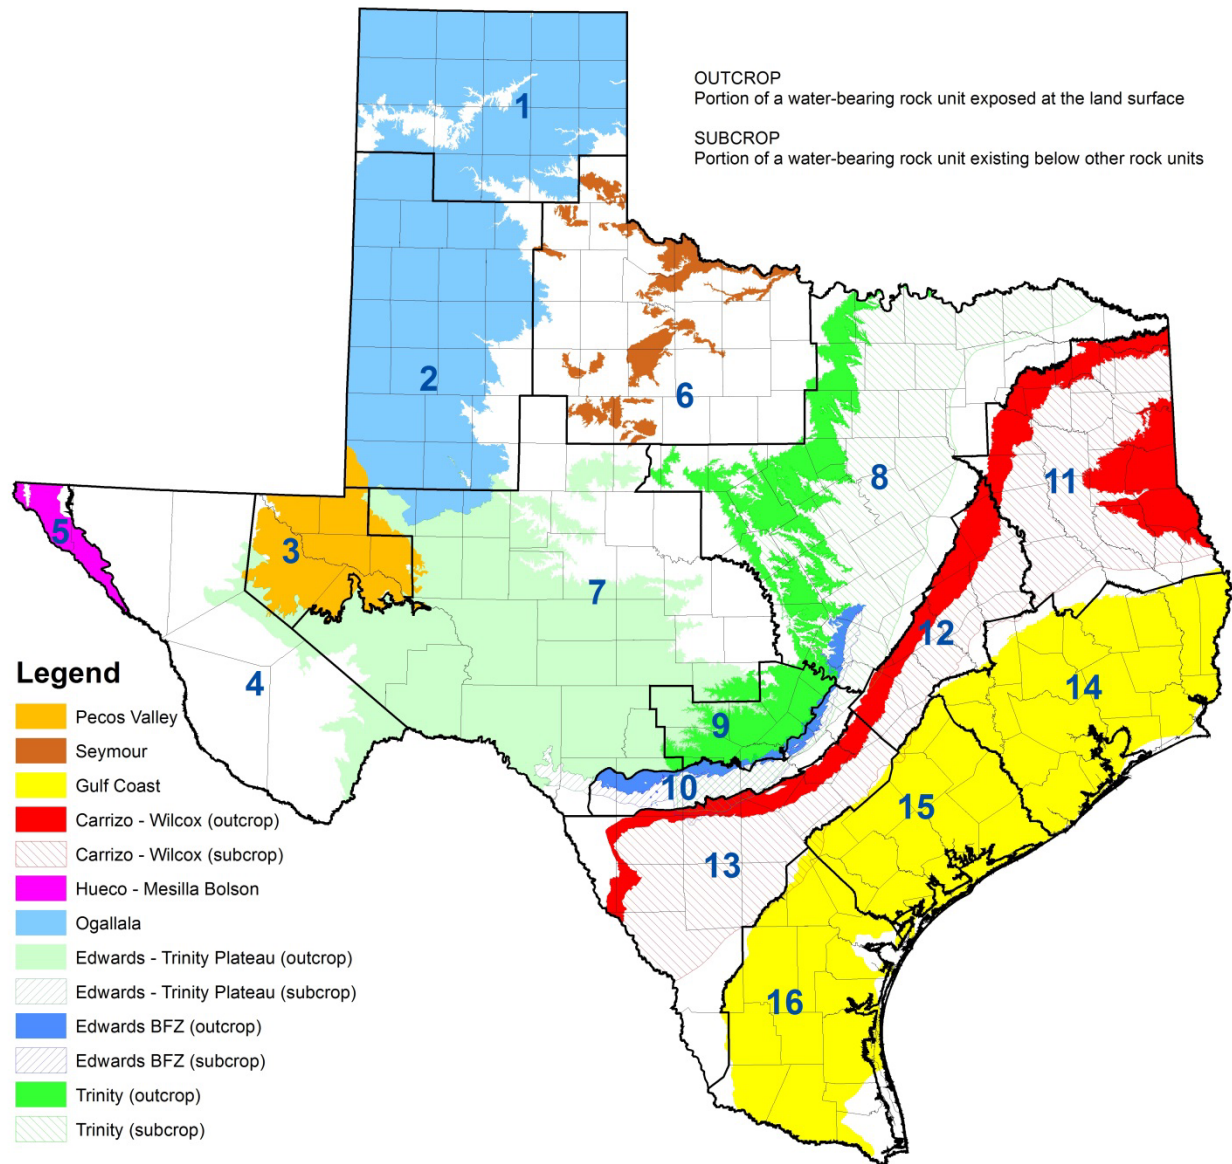 OUTCROP
Portion of a water-bearing rock unit exposed at the land surface
SUBCROP
Portion of a water-bearing rock unit existing below other rock units
1
2
6
8
11
5
3
7
12
4
9
14
10
15
13
16
Legend
Pecos Valley
Seymour
Gulf Coast
Carrizo - Wilcox (outcrop)
Carrizo - Wilcox (subcrop)
Hueco - Mesilla Bolson
Ogallala
Edwards - Trinity Plateau (outcrop)
Edwards - Trinity Plateau (subcrop)
Edwards BFZ (outcrop)
Edwards BFZ (subcrop)
Trinity (outcrop)
Trinity (subcrop)